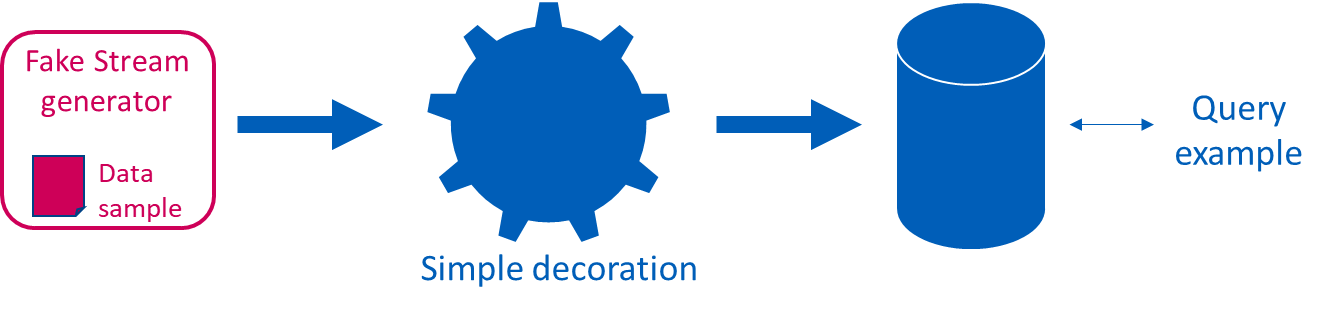 Fake Stream
generator
Data
sample
Simple decoration
Query
example